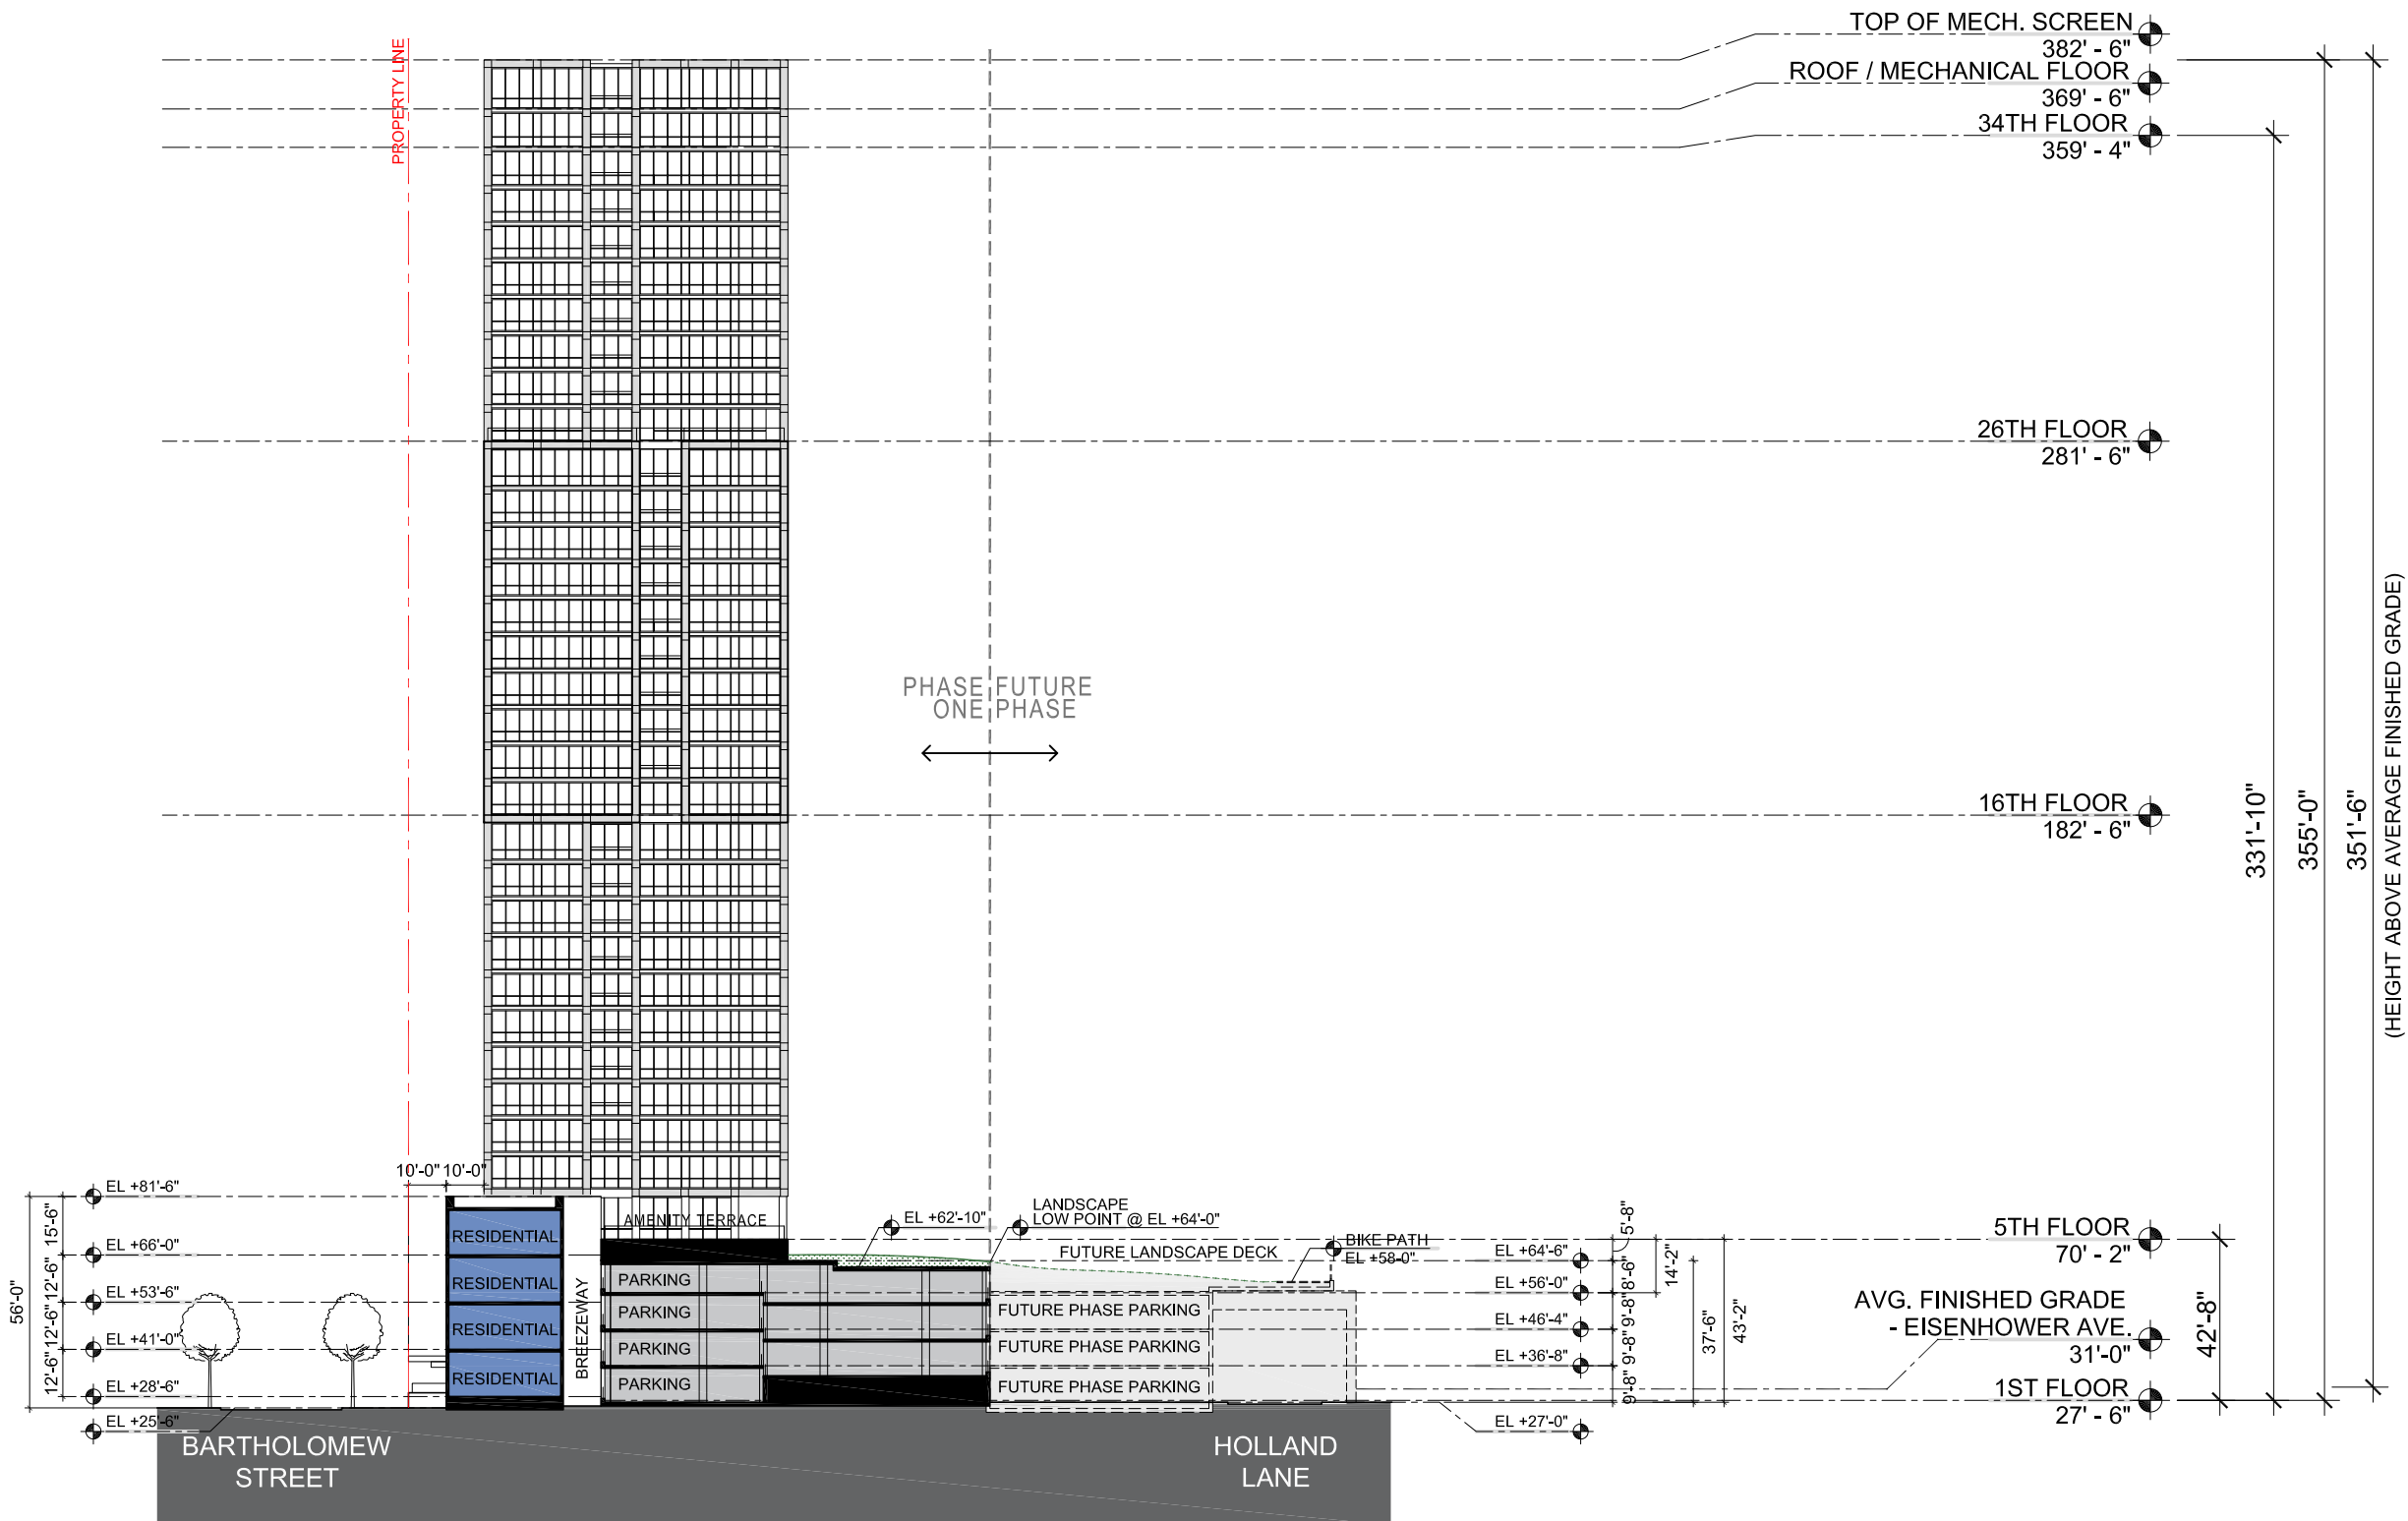 TOP OF MECH. SCREEN
382' - 6"
ROOF / MECHANICAL FLOOR
369' - 6"
34TH FLOOR
359' - 4"
PROPERTY LINE
26TH FLOOR
281' - 6"
PHASE FUTURE
ONE PHASE
16TH FLOOR
182' - 6"
331'-10"
355'-0"
351'-6"
(HEIGHT ABOVE AVERAGE FINISHED GRADE)
10'-0" 10'-0"
EL +81'-6"
EL +66'-0"
EL +53'-6"
EL +41'-0"
EL +28'-6"
EL +25'-6"
56'-0"
15'-6"
12'-6"
12'-6"
12'-6"
RESIDENTIAL
RESIDENTIAL
RESIDENTIAL
RESIDENTIAL
BREEZEWAY
AMENITY TERRACE
PARKING
PARKING
PARKING
PARKING
EL +62'-10"
LANDSCAPE
LOW POINT @ EL +64'-0"
FUTURE LANDSCAPE DECK
BIKE PATH
EL +58-0"
FUTURE PHASE PARKING
FUTURE PHASE PARKING
FUTURE PHASE PARKING
EL +64'-6"
EL +56'-0"
EL +46'-4"
EL +36'-8"
EL +27'-0"
5'-8"
8'-6"
9'-8"
9'-8"
9'-8"
14'-2"
37'-6"
43'-2"
5TH FLOOR
70' - 2"
AVG. FINISHED GRADE
- EISENHOWER AVE.
31'-0"
1ST FLOOR
27' - 6"
42'-8"
BARTHOLOMEW
STREET
HOLLAND
LANE